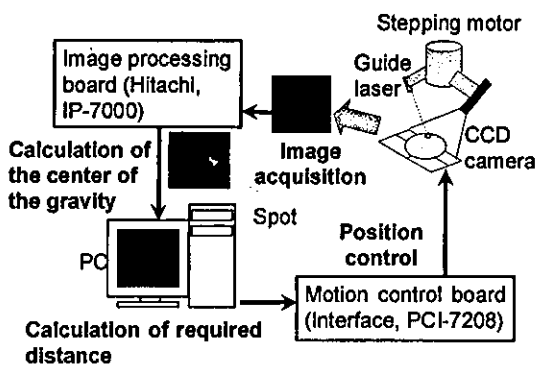 Stepping motor
Guide
laser
CCD
camera
Image processing
board (Hitachi,
IP-7000)
Image
acquisition
Calculation of
the center of
the gravity
Spot
PC
Position
control
Motion control board
(Interface, PCI-7208)
Calculation of required
distance